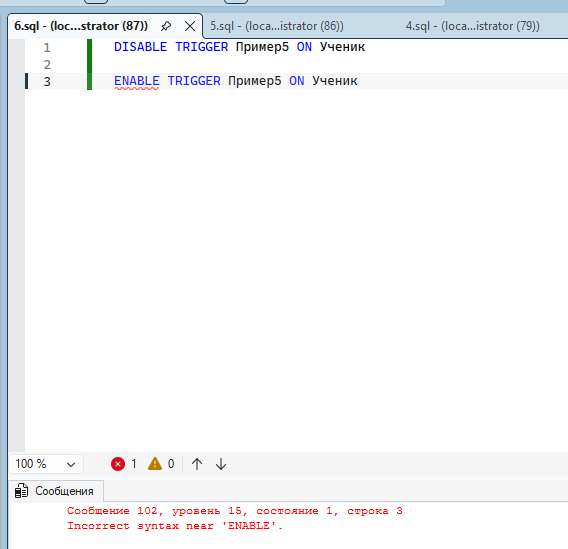 6.sql - (loc...strator (87))
5.sql - (loca...istrator (86))
4.sql - (loca...istrator (79))
1 DISABLE TRIGGER Пример5 ON Ученик
2
3 ENABLE TRIGGER Пример5 ON Ученик
100 %
1
0
Сообщения
Сообщение 102, уровень 15, состояние 1, строка 3
Incorrect syntax near 'ENABLE'.